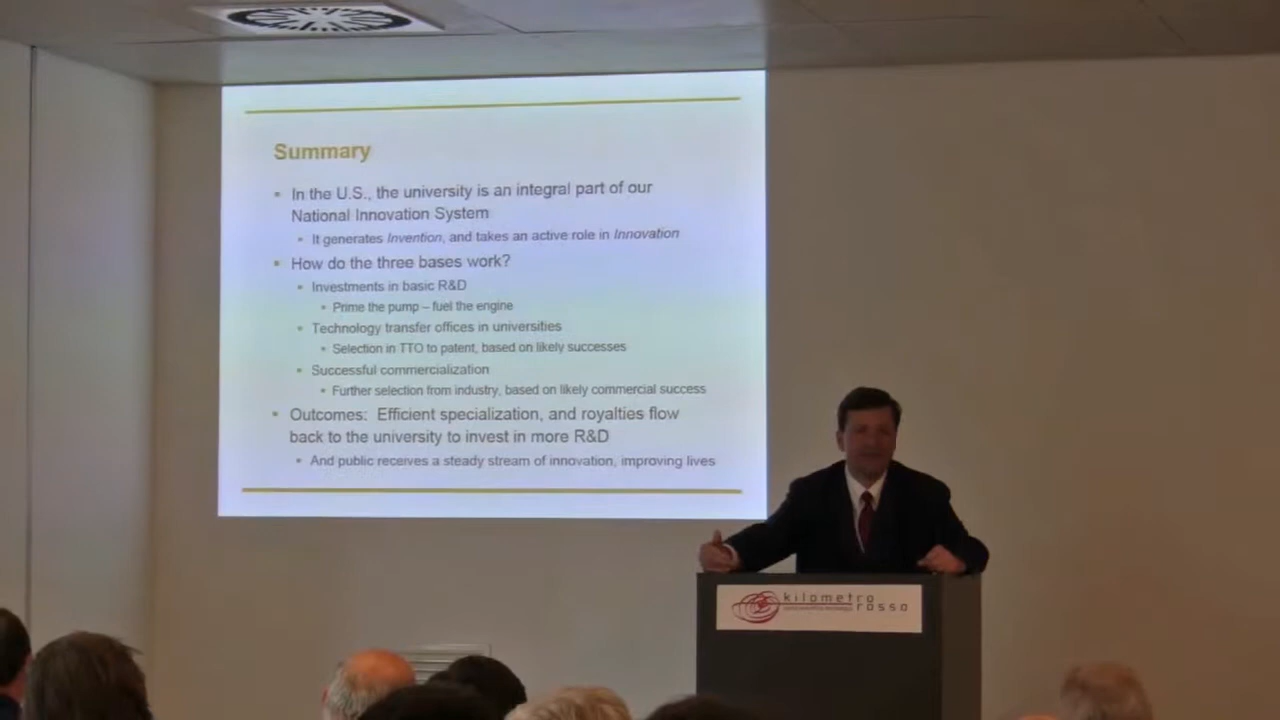 Summary
In the U.S., the university is an integral part of our
National Innovation System
It generates Invention, and takes an active role in Innovation
How do the three bases work?
Investments in basic R&D
Prime the pump – fuel the engine
Technology transfer offices in universities
Selection in TTO to patent, based on likely successes
Successful commercialization
Further selection from industry, based on likely commercial success
Outcomes: Efficient specialization, and royalties flow
back to the university to invest in more R&D
And public receives a steady stream of innovation, improving lives
kilometro
rosso